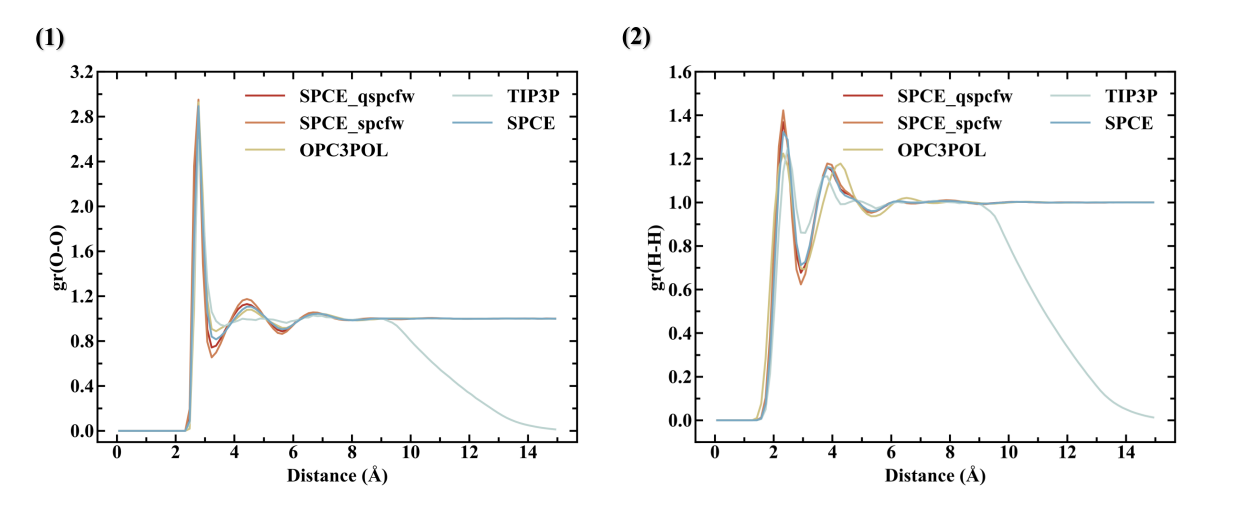 (1)
3.2
2.8
2.4
2.0
1.6
1.2
0.8
0.4
0.0
gr(O-O)
SPCE_qspcfw
SPCE_spcfw
OPC3POL
TIP3P
SPCE
0 2 4 6 8 10 12 14
Distance (Å)
(2)
1.6
1.4
1.2
1.0
0.8
0.6
0.4
0.2
0.0
gr(H-H)
SPCE_qspcfw
SPCE_spcfw
OPC3POL
TIP3P
SPCE
0 2 4 6 8 10 12 14
Distance (Å)